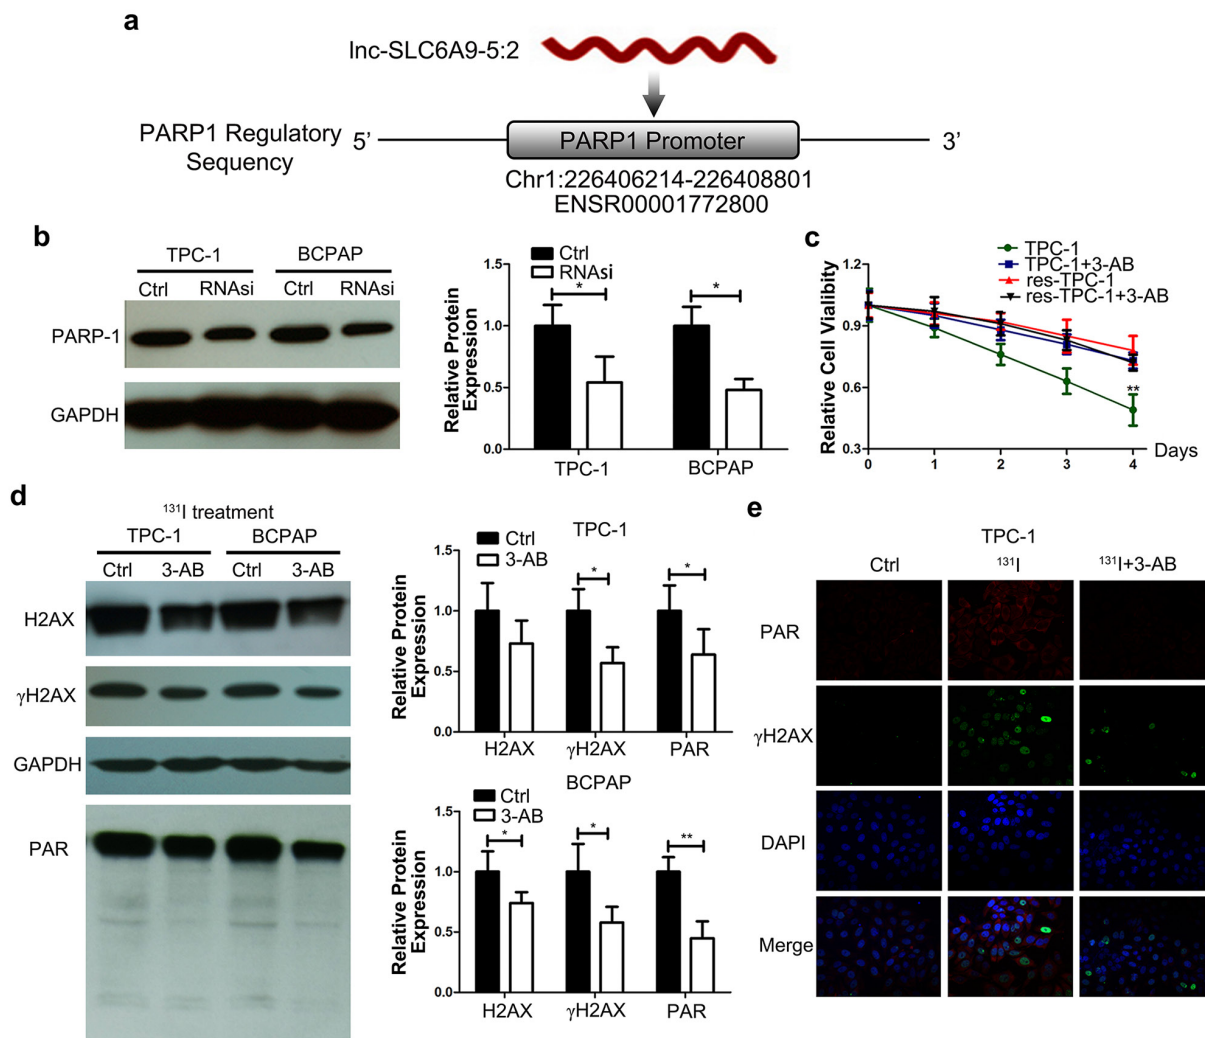 a
lnc-SLC6A9-5:2
PARP1 Regulatory
Sequency
5’
PARP1 Promoter
3’
Chr1:226406214-226408801
ENSR00001772800
b
TPC-1
BCPAP
Ctrl
RNAsi
Ctrl
RNAsi
PARP-1
GAPDH
Ctrl
RNAsi
Relative Protein
Expression
1.5
1.0
0.5
0.0
*
*
TPC-1
BCPAP
c
TPC-1
TPC-1+3-AB
res-TPC-1
res-TPC-1+3-AB
Relative Cell Vialibity
1.2
0.9
0.6
0.3
**
0
1
2
3
4
Days
d
131I treatment
TPC-1
BCPAP
Ctrl
3-AB
Ctrl
3-AB
H2AX
γH2AX
GAPDH
PAR
TPC-1
Ctrl
3-AB
Relative Protein
Expression
1.5
1.0
0.5
0.0
*
*
H2AX
γH2AX
PAR
BCPAP
Ctrl
3-AB
Relative Protein
Expression
1.5
1.0
0.5
0.0
*
*
**
H2AX
γH2AX
PAR
e
TPC-1
Ctrl
131I
131I+3-AB
PAR
γH2AX
DAPI
Merge